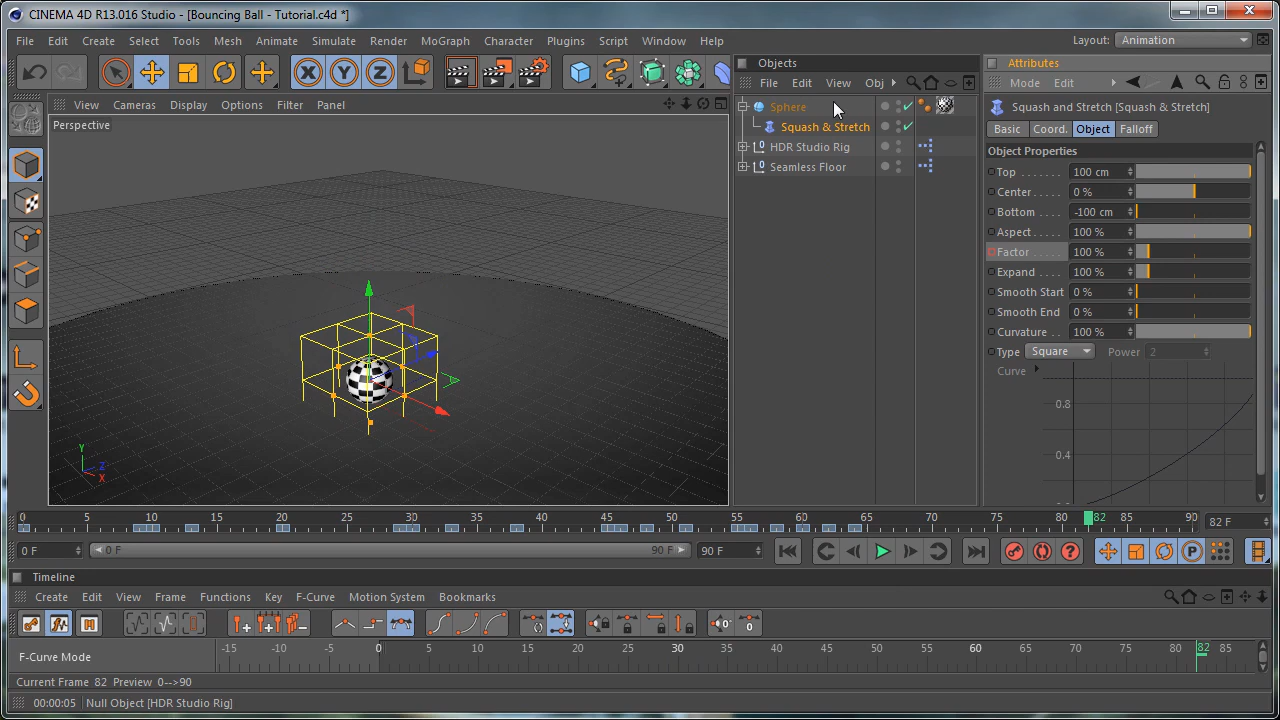 CINEMA 4D R13.016 Studio - [Bouncing Ball - Tutorial.c4d *]
File Edit Create Select Tools Mesh Animate Simulate Render MoGraph Character Plugins Script Window Help Layout: Animation
X Y Z
View Cameras Display Options Filter Panel
Perspective
Y
Z
X
Objects
File Edit View Obj
Sphere
Squash & Stretch
HDR Studio Rig
Seamless Floor
Attributes
Mode Edit
Squash and Stretch [Squash & Stretch]
Basic Coord. Object Falloff
Object Properties
Top 100 cm
Center 0 %
Bottom -100 cm
Aspect 100 %
Factor 100 %
Expand 100 %
Smooth Start 0 %
Smooth End 0 %
Curvature 100 %
Type Square Power 2
Curve
0.8
0.4
0 5 10 15 20 25 30 35 40 45 50 55 60 65 70 75 80 82 85 90 82 F
0 F 0 F 90 F 90 F
Timeline
Create Edit View Frame Functions Key F-Curve Motion System Bookmarks
F-Curve Mode -15 -10 -5 0 5 10 15 20 25 30 35 40 45 50 55 60 65 70 75 82 85
Current Frame 82 Preview 0-->90
00:00:05 Null Object [HDR Studio Rig]